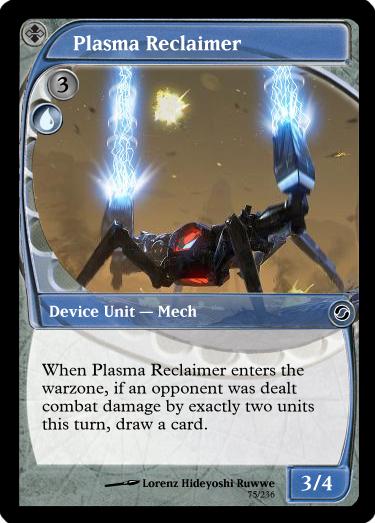 Plasma Reclaimer
3
Device Unit — Mech
When Plasma Reclaimer enters the
warzone, if an opponent was dealt
combat damage by exactly two units
this turn, draw a card.
Lorenz Hideyoshi Ruwwe
75/236
3/4